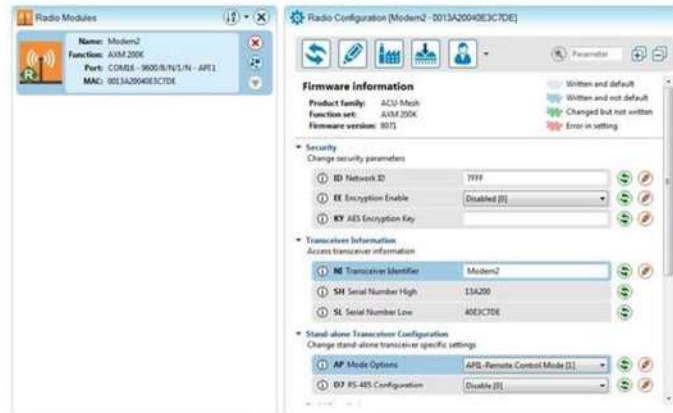 Radio Modules
Name: Modem2
Function: AXM 200K
Port: COM16 - 9600/8/N/1/N - API1
MAC: 0013A20040E3C7DE
R
Radio Configuration [Modem2 - 0013A20040E3C7DE]
Parameter
Firmware information
Product family: ACU-Mesh
Function set: AXM 200K
Firmware version: 8071
Written and default
Written and not default
Changed but not written
Error in setting
Security
Change security parameters
ID Network ID 7FFF
EE Encryption Enable Disabled [0]
KY AES Encryption Key
Transceiver Information
Access transceiver information
NI Transceiver Identifier Modem2
SH Serial Number High 13A200
SL Serial Number Low 40E3C7DE
Stand-alone Transceiver Configuration
Change stand-alone transceiver specific settings
AP Mode Options Mode [1]
D7 RS-485 Configuration Disable [0]